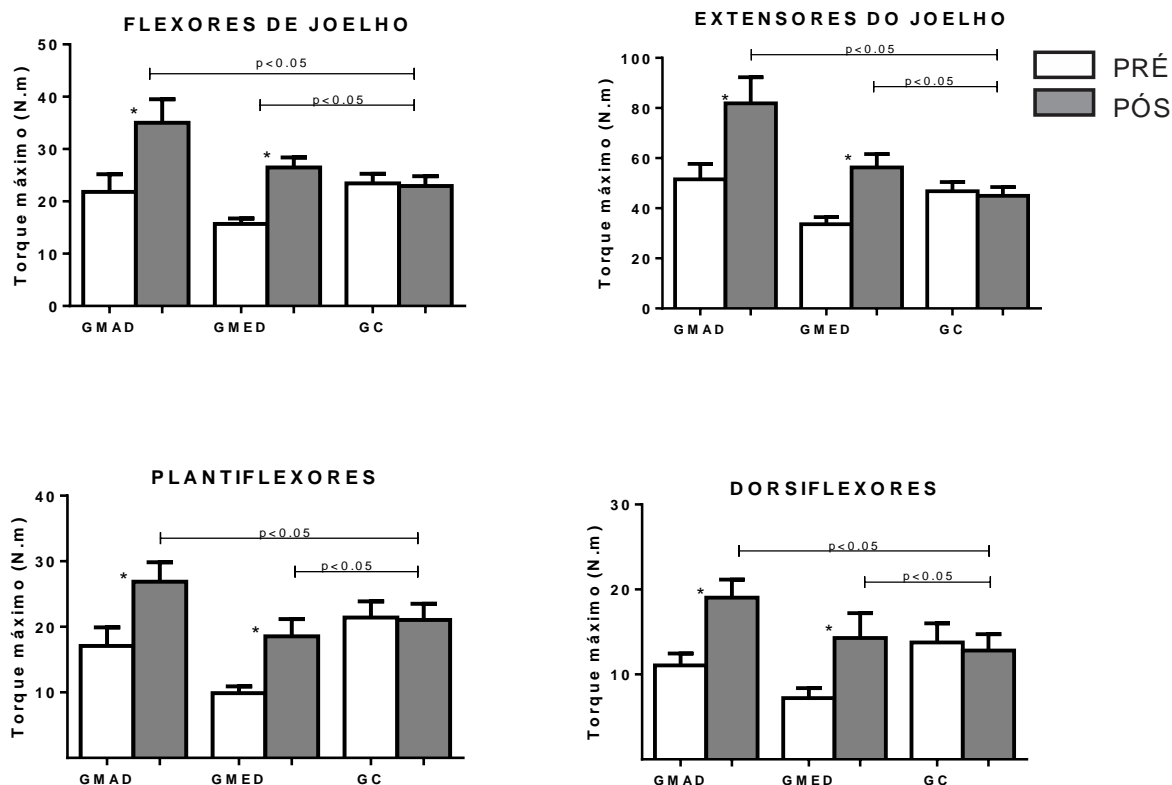 FLEXORES DE JOELHO
Torque máximo (N.m)
50
40
30
20
10
0
p<0.05
p<0.05
*
*
GMAD
GMED
GC
EXTENSORES DO JOELHO
Torque máximo (N.m)
100
80
60
40
20
0
p<0.05
p<0.05
*
*
GMAD
GMED
GC
PRÉ
PÓS
PLANTIFLEXORES
Torque máximo (N.m)
40
30
20
10
p<0.05
p<0.05
*
*
GMAD
GMED
GC
DORSIFLEXORES
Torque máximo (N.m)
30
20
10
p<0.05
p<0.05
*
*
GMAD
GMED
GC